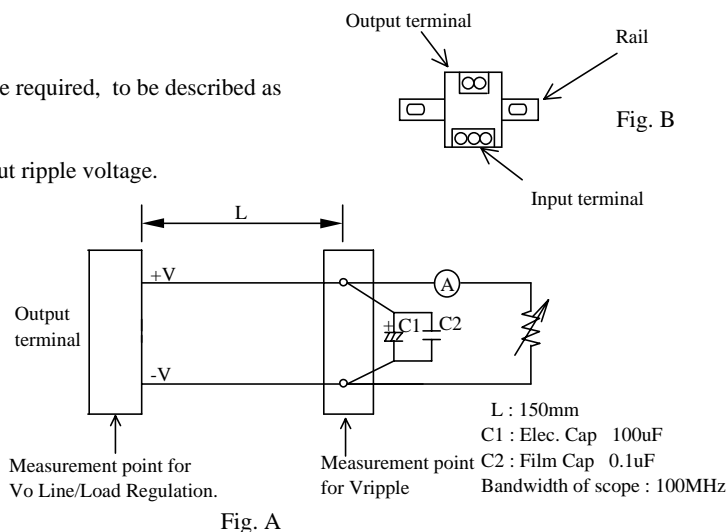 Output terminal
Rail
e required, to be described as
Fig. B
ut ripple voltage.
Input terminal
L
+V
A
Output
terminal
+ C1
C2
-V
L : 150mm
C1 : Elec. Cap 100uF
C2 : Film Cap 0.1uF
Bandwidth of scope : 100MHz
Measurement point for
Vo Line/Load Regulation.
Measurement point
for Vripple
Fig. A